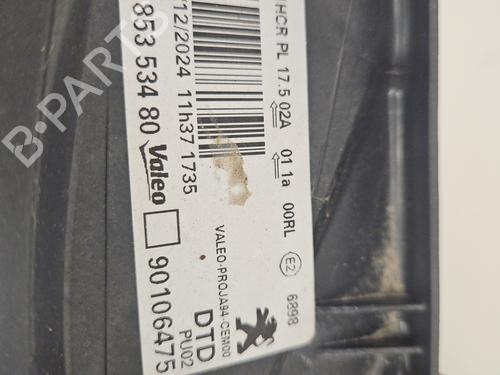 HCR PL 17.5 02A 01 1a 00RL E2 6898
12/2024 11h37 1735
VALEO-PROJA94-CEM00
DTD
PU02
853 534 80 Valeo 90106475
B-PARTS